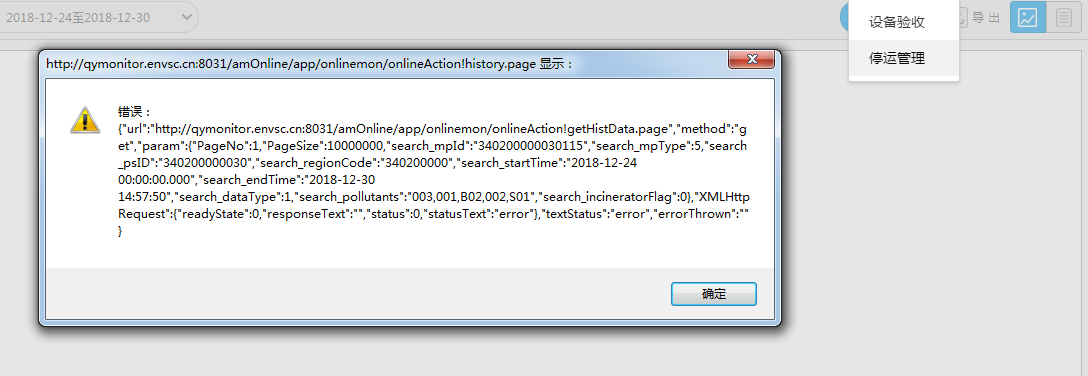 2018-12-24至2018-12-30
导 出
设备验收
停运管理
http://qymonitor.envsc.cn:8031/amOnline/app/onlinemon/onlineAction!history.page 显示：
错误：
{"url":"http://qymonitor.envsc.cn:8031/amOnline/app/onlinemon/onlineAction!getHistData.page","method":"g
et","param":{"PageNo":1,"PageSize":10000000,"search_mpId":"340200000030115","search_mpType":5,"search
_psID":"340200000030","search_regionCode":"340200000","search_startTime":"2018-12-24
00:00:00.000","search_endTime":"2018-12-30
14:57:50","search_dataType":1,"search_pollutants":"003,001,B02,002,S01","search_incineratorFlag":0},"XMLHttp
Request":{"readyState":0,"responseText":"","status":0,"statusText":"error"},"textStatus":"error","errorThrown":""
}
确定